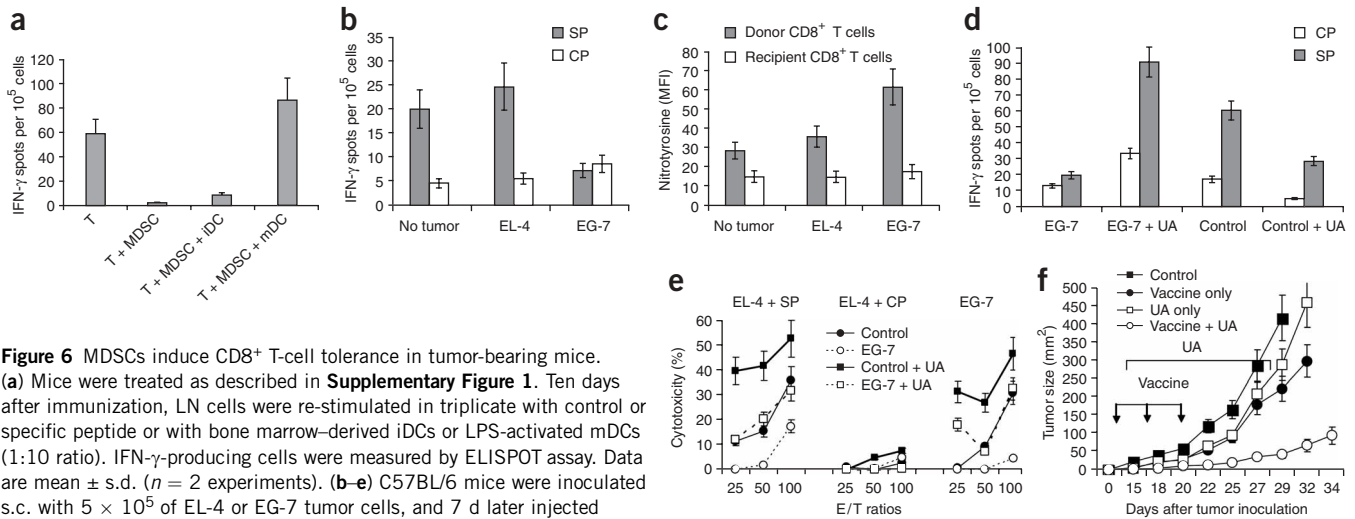 a
IFN-γ spots per 10⁵ cells
120
100
80
60
40
20
0
T
T + MDSC
T + MDSC + iDC
T + MDSC + mDC
b
SP
CP
IFN-γ spots per 10⁵ cells
35
30
25
20
15
10
5
0
No tumor
EL-4
EG-7
c
Donor CD8⁺ T cells
Recipient CD8⁺ T cells
Nitrotyrosine (MFI)
80
70
60
50
40
30
20
10
0
No tumor
EL-4
EG-7
d
CP
SP
IFN-γ spots per 10⁵ cells
100
90
80
70
60
50
40
30
20
10
0
EG-7
EG-7 + UA
Control
Control + UA
e
EL-4 + SP
EL-4 + CP
EG-7
Control
EG-7
Control + UA
EG-7 + UA
Cytotoxicity (%)
60
50
40
30
20
10
0
25 50 100
25 50 100
25 50 100
E/T ratios
f
Control
Vaccine only
UA only
Vaccine + UA
UA
Vaccine
Tumor size (mm²)
500
450
400
350
300
250
200
150
100
50
0
0 15 18 20 22 25 27 29 32 34
Days after tumor inoculation
Figure 6 MDSCs induce CD8⁺ T-cell tolerance in tumor-bearing mice.
(a) Mice were treated as described in Supplementary Figure 1. Ten days
after immunization, LN cells were re-stimulated in triplicate with control or
specific peptide or with bone marrow–derived iDCs or LPS-activated mDCs
(1:10 ratio). IFN-γ-producing cells were measured by ELISPOT assay. Data
are mean ± s.d. (n = 2 experiments). (b–e) C57BL/6 mice were inoculated
s.c. with 5 × 10⁵ of EL-4 or EG-7 tumor cells, and 7 d later injected